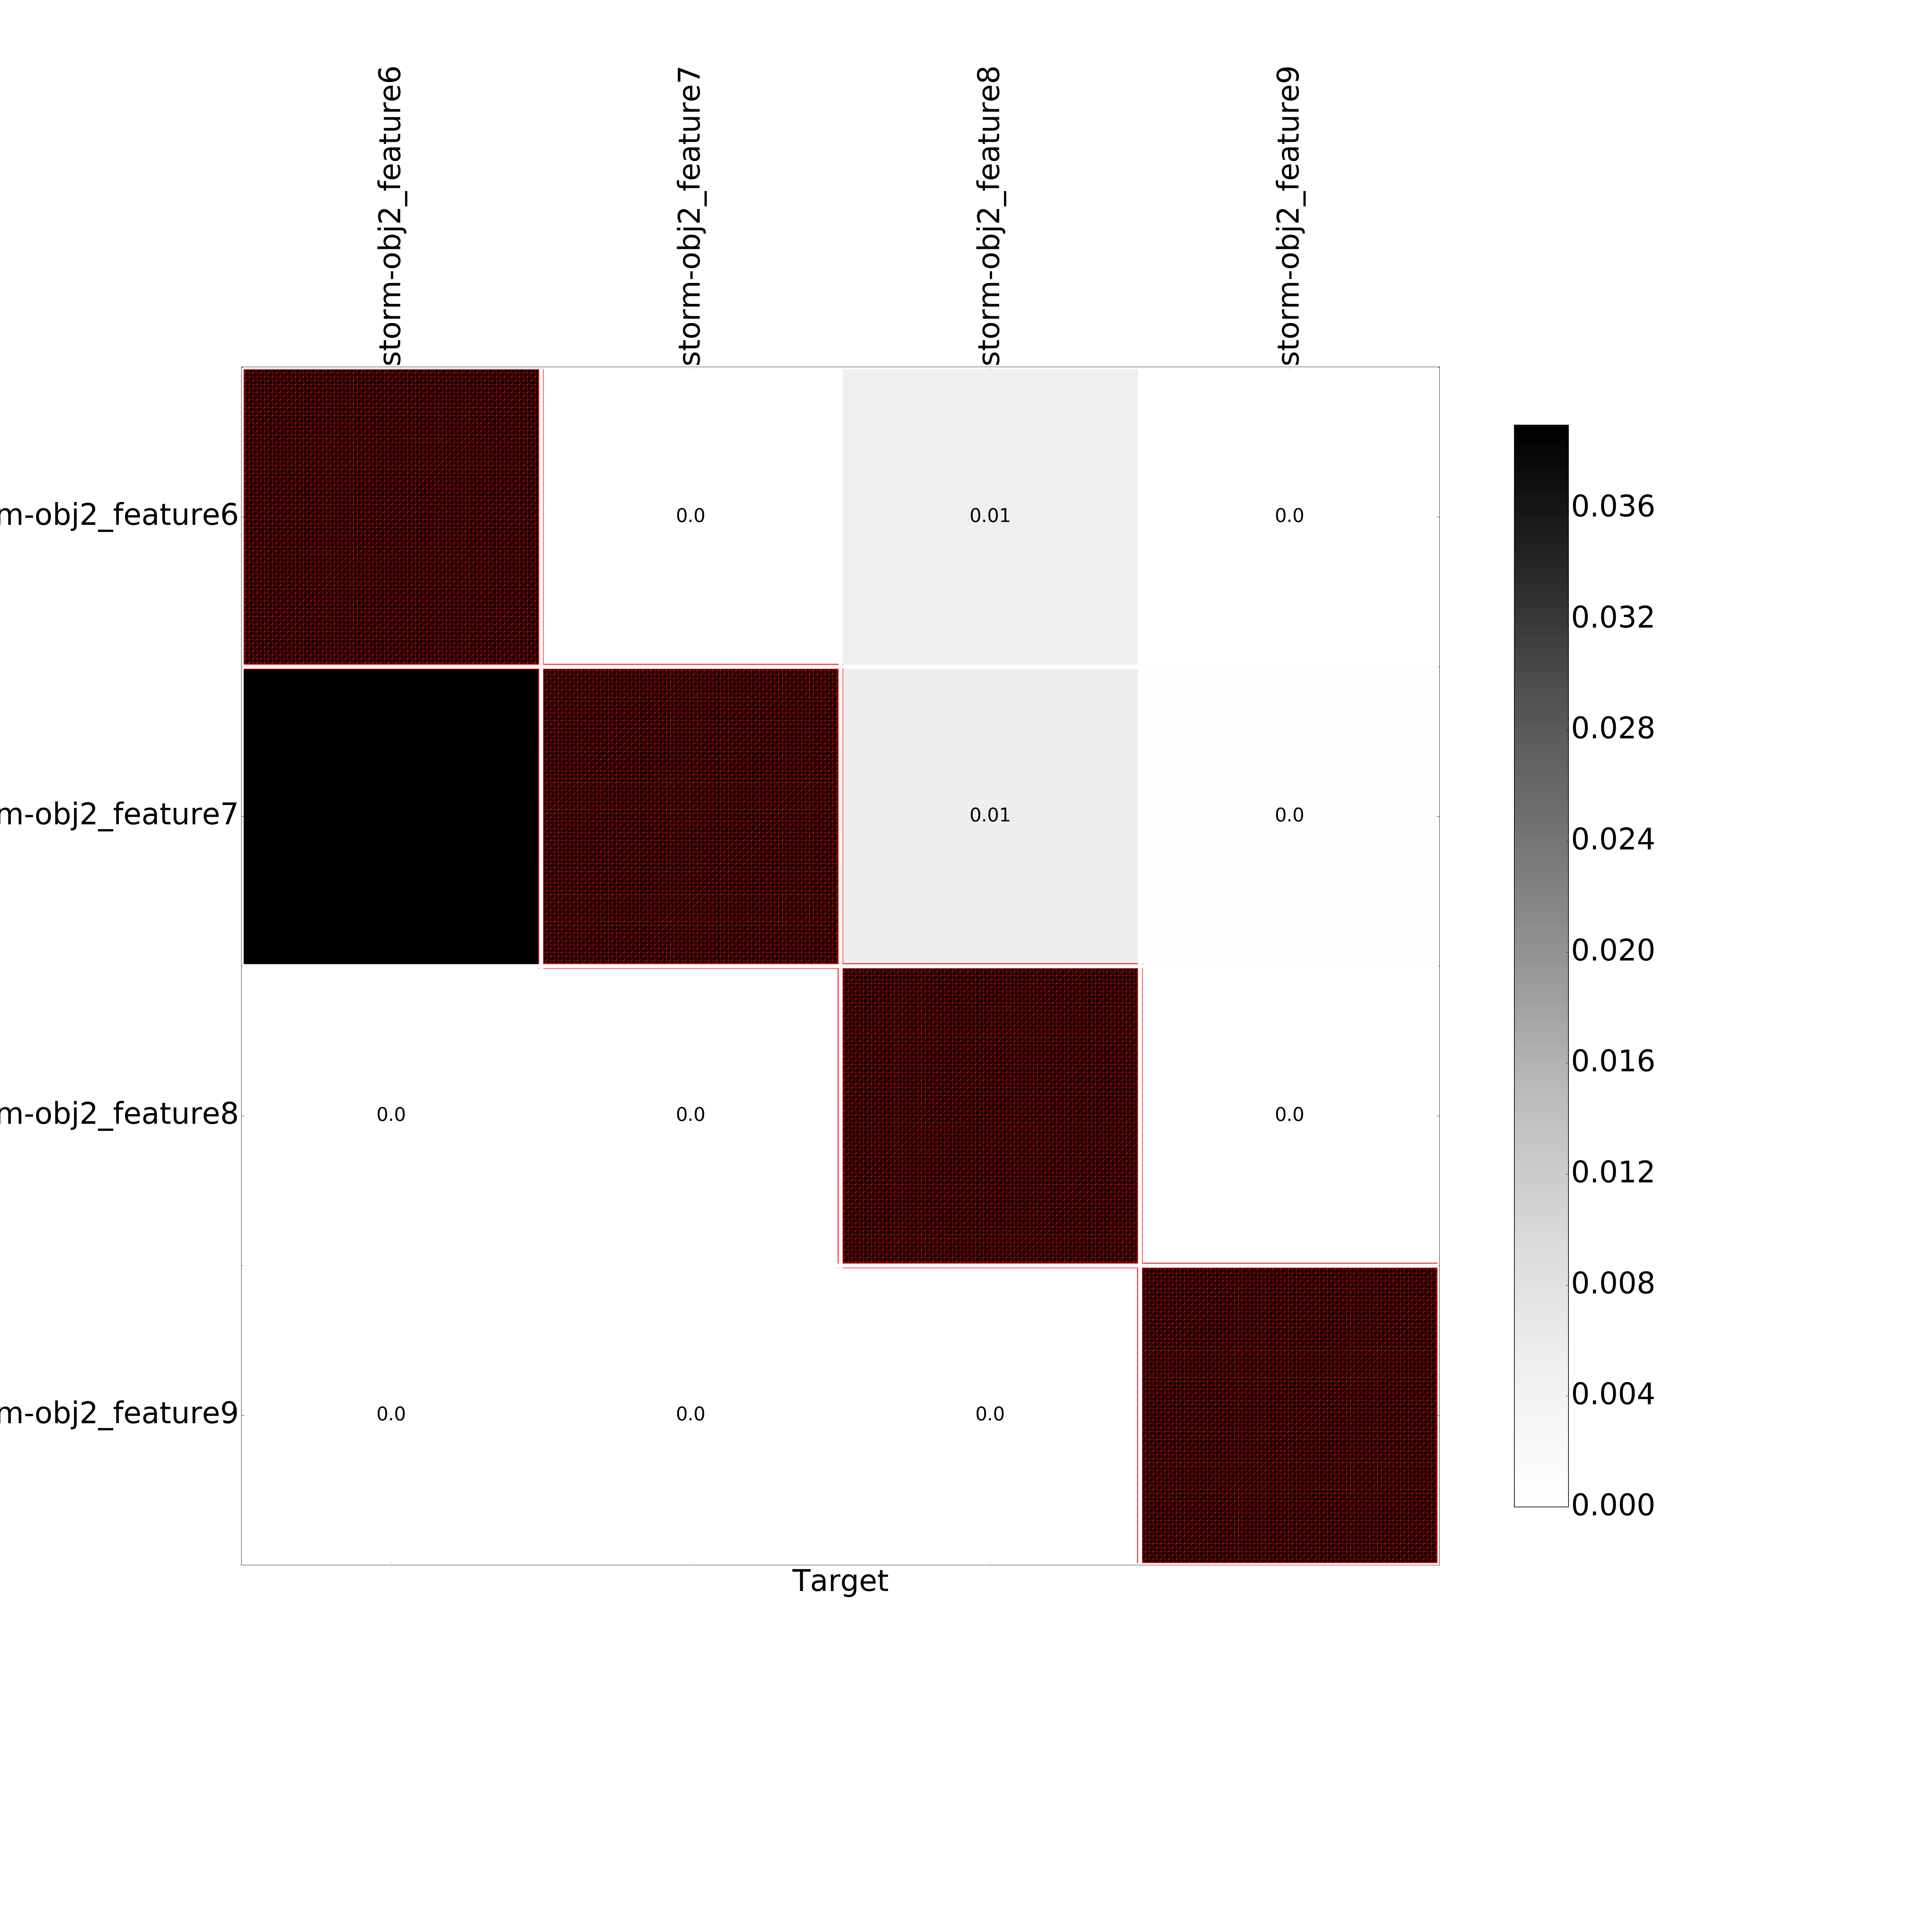 storm-obj2_feature6
storm-obj2_feature7
storm-obj2_feature8
storm-obj2_feature9
m-obj2_feature6
0.0
0.01
0.0
m-obj2_feature7
0.01
0.0
m-obj2_feature8
0.0
0.0
0.0
m-obj2_feature9
0.0
0.0
0.0
Target
0.036
0.032
0.028
0.024
0.020
0.016
0.012
0.008
0.004
0.000